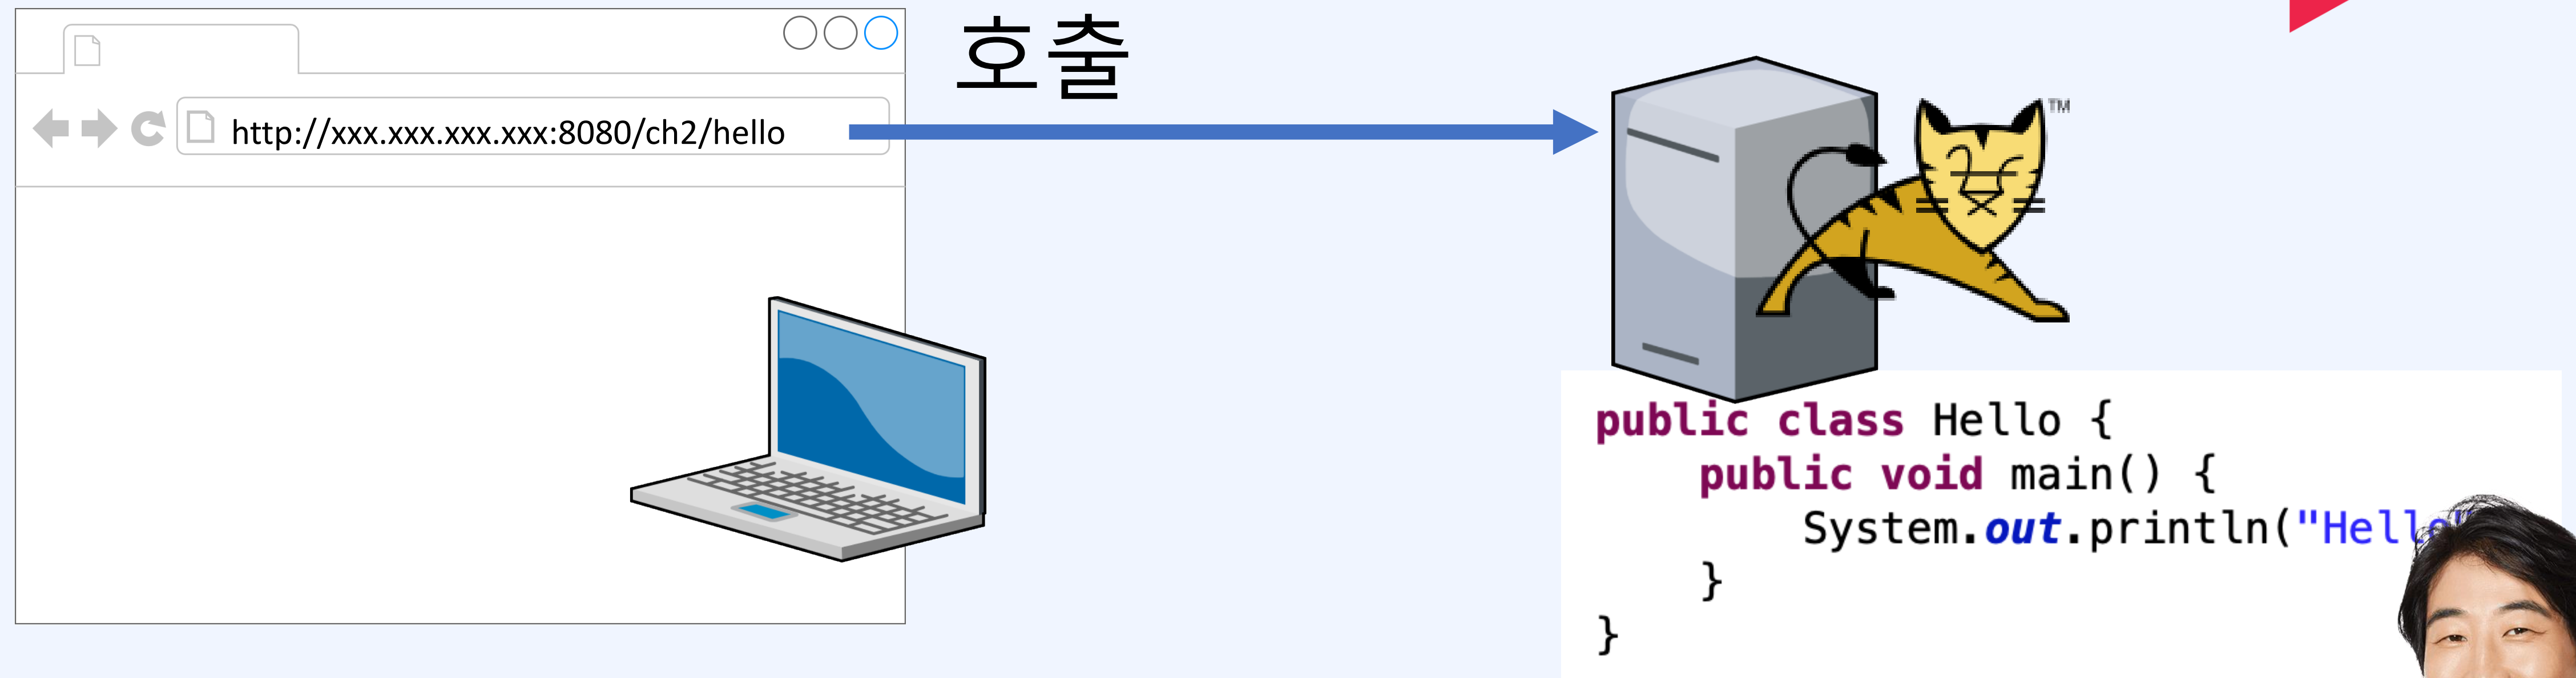 호출
http://xxx.xxx.xxx.xxx:8080/ch2/hello
TM
public class Hello {
public void main() {
System.out.println("Hello"
}
}